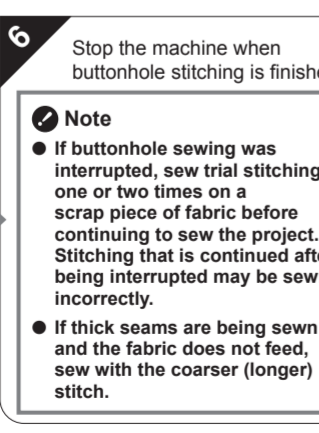 6
Stop the machine when
buttonhole stitching is
Note
● If buttonhole sewing was
interrupted, sew trial stitching
one or two times on a
scrap piece of fabric before
continuing to sew the project.
Stitching that is continued
being interrupted may be
incorrectly.
● If thick seams are being sewn
and the fabric does not feed,
sew with the coarser (longer)
stitch.